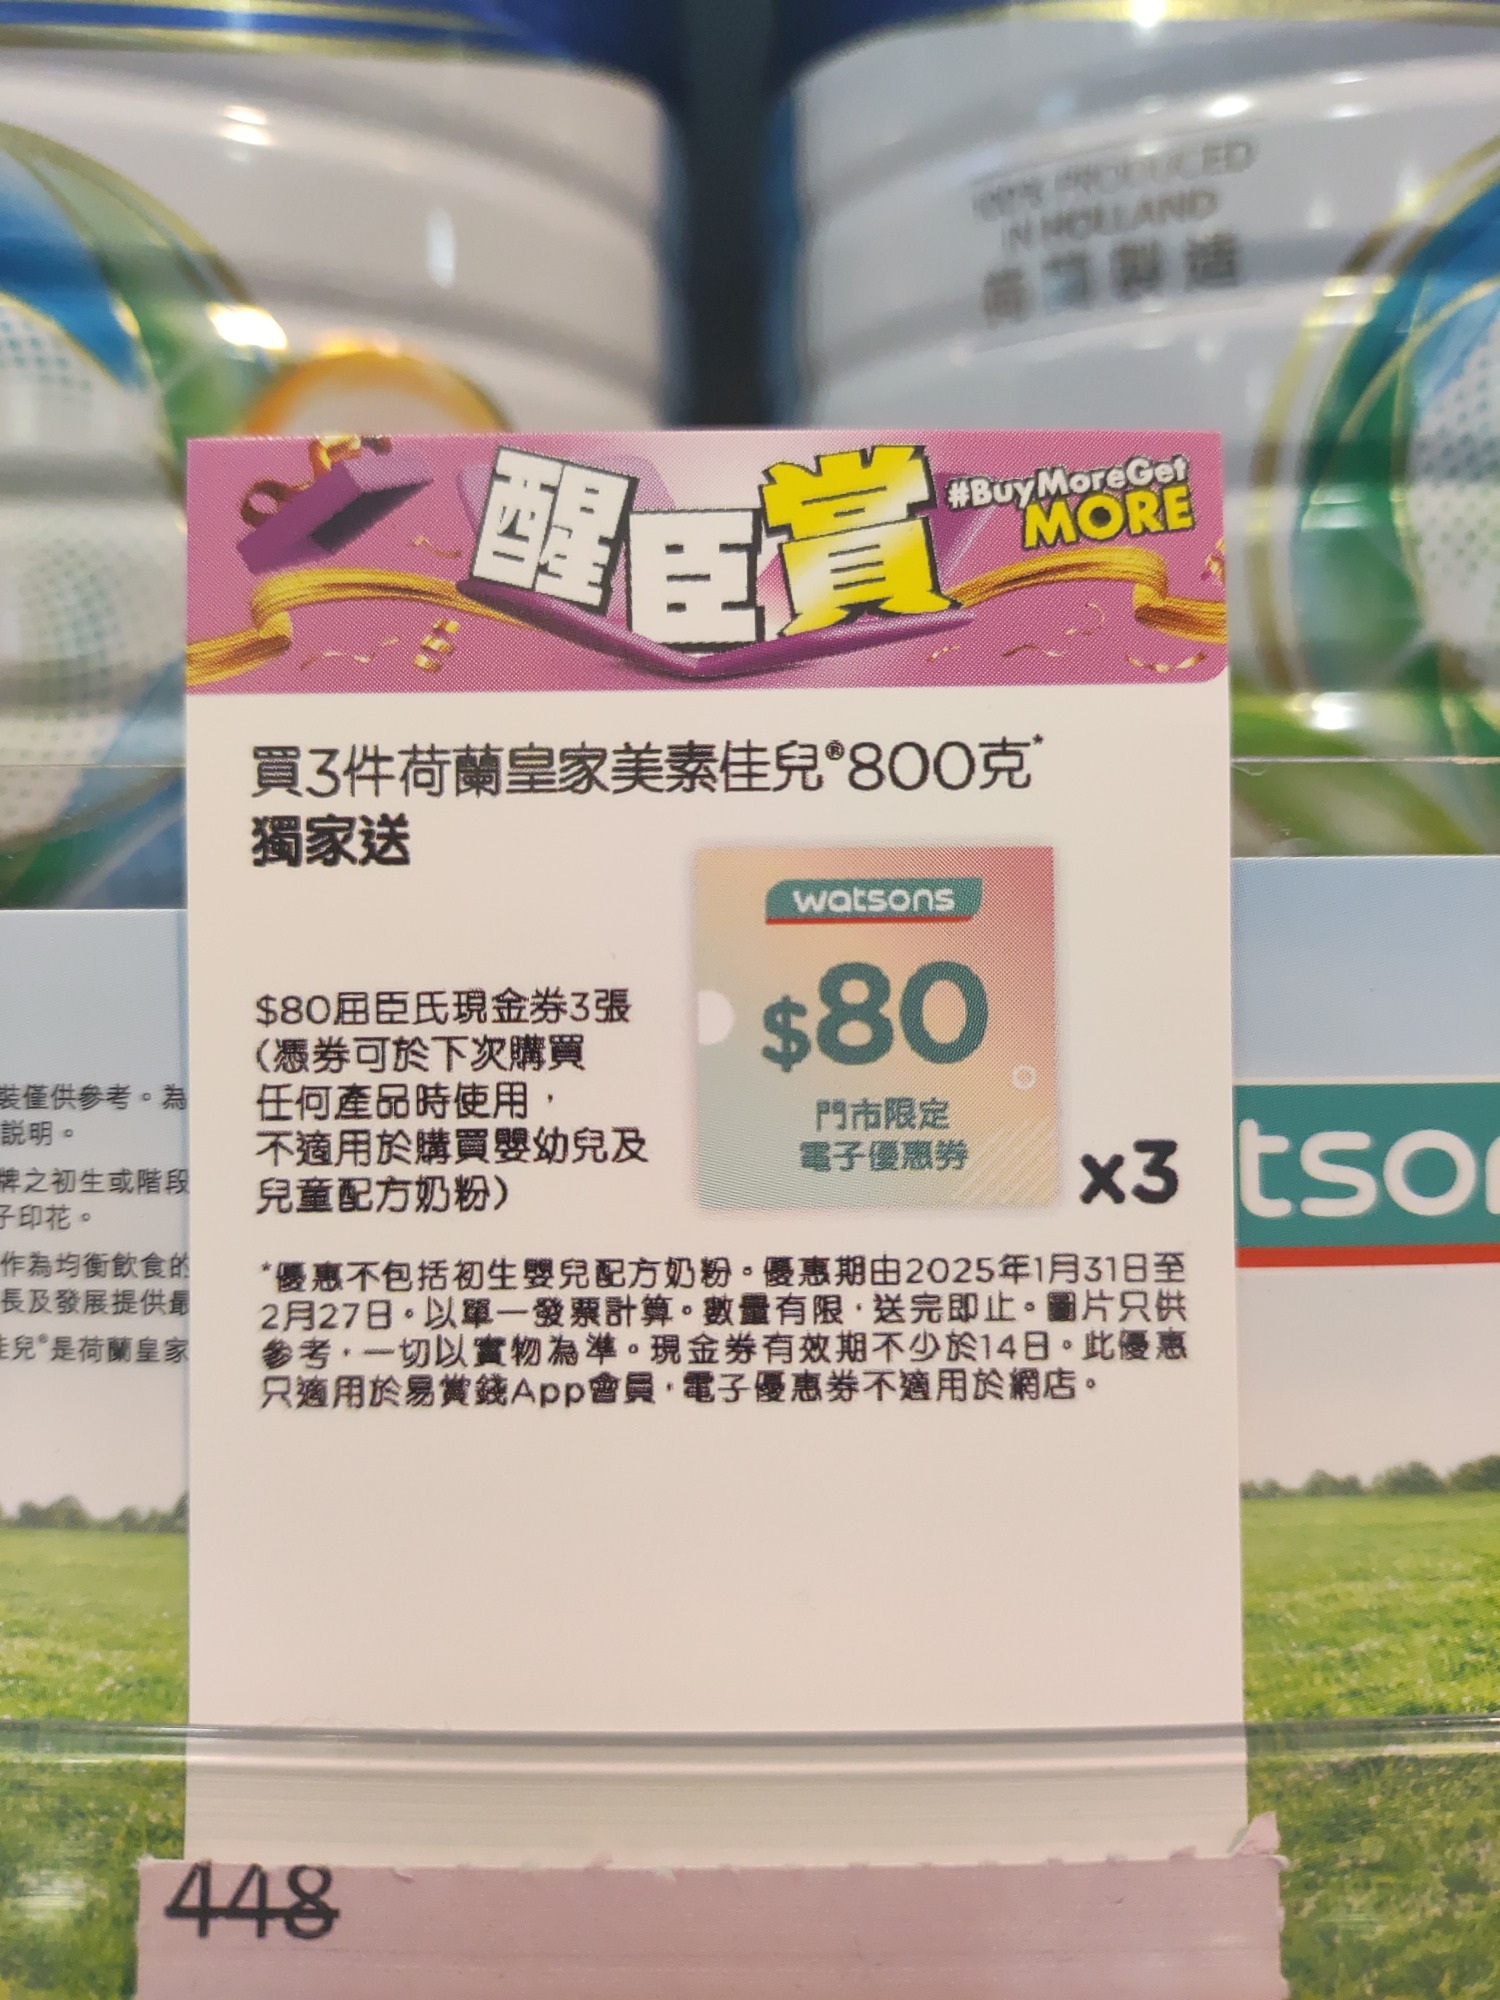 100% PRODUCED
IN HOLLAND
荷蘭製造
醒臣賞
#BuyMoreGet
MORE
買3件荷蘭皇家美素佳兒®800克*
獨家送
watsons
$80
門市限定
電子優惠券
x3
$80屈臣氏現金券3張
(憑券可於下次購買
任何產品時使用，
不適用於購買嬰幼兒及
兒童配方奶粉)
*優惠不包括初生嬰兒配方奶粉。優惠期由2025年1月31日至
2月27日。以單一發票計算。數量有限，送完即止。圖片只供
參考，一切以實物為準。現金券有效期不少於14日。此優惠
只適用於易賞錢App會員，電子優惠券不適用於網店。
裝僅供參考。為
說明。
牌之初生或階段
子印花。
作為均衡飲食的
長及發展提供最
佳兒®是荷蘭皇家
tso
448